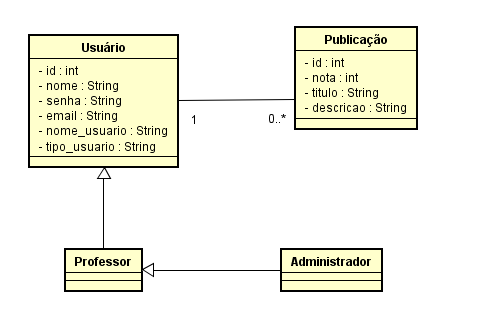 Usuário
- id : int
- nome : String
- senha : String
- email : String
- nome_usuario : String
- tipo_usuario : String
1
0..*
Publicação
- id : int
- nota : int
- titulo : String
- descricao : String
Professor
Administrador